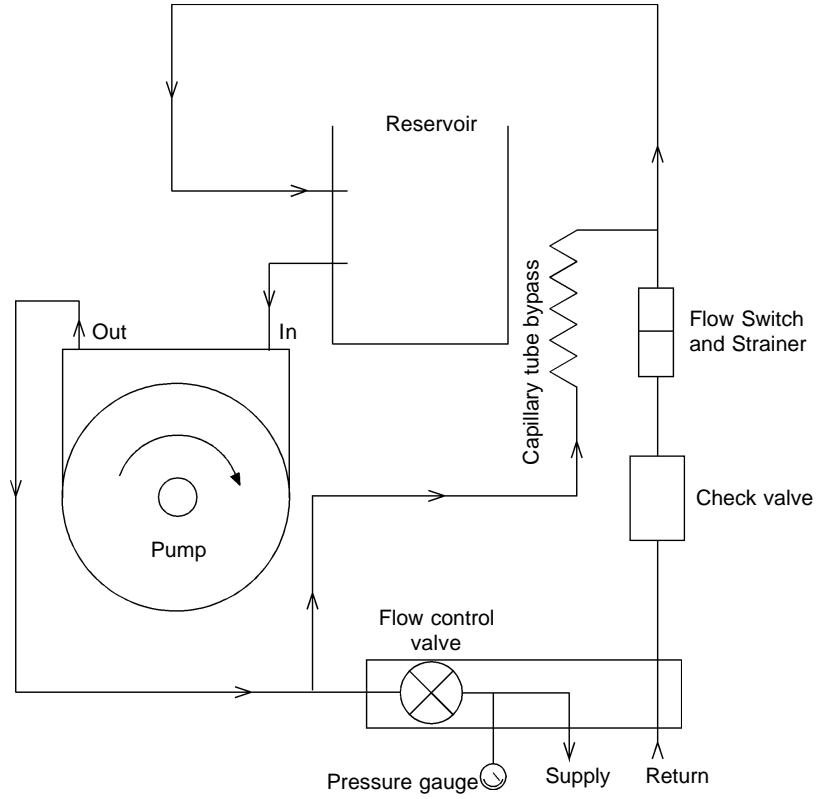 Reservoir
Out
In
Capillary tube bypass
Flow Switch
and Strainer
Check valve
Pump
Flow control
valve
Pressure gauge
Supply
Return